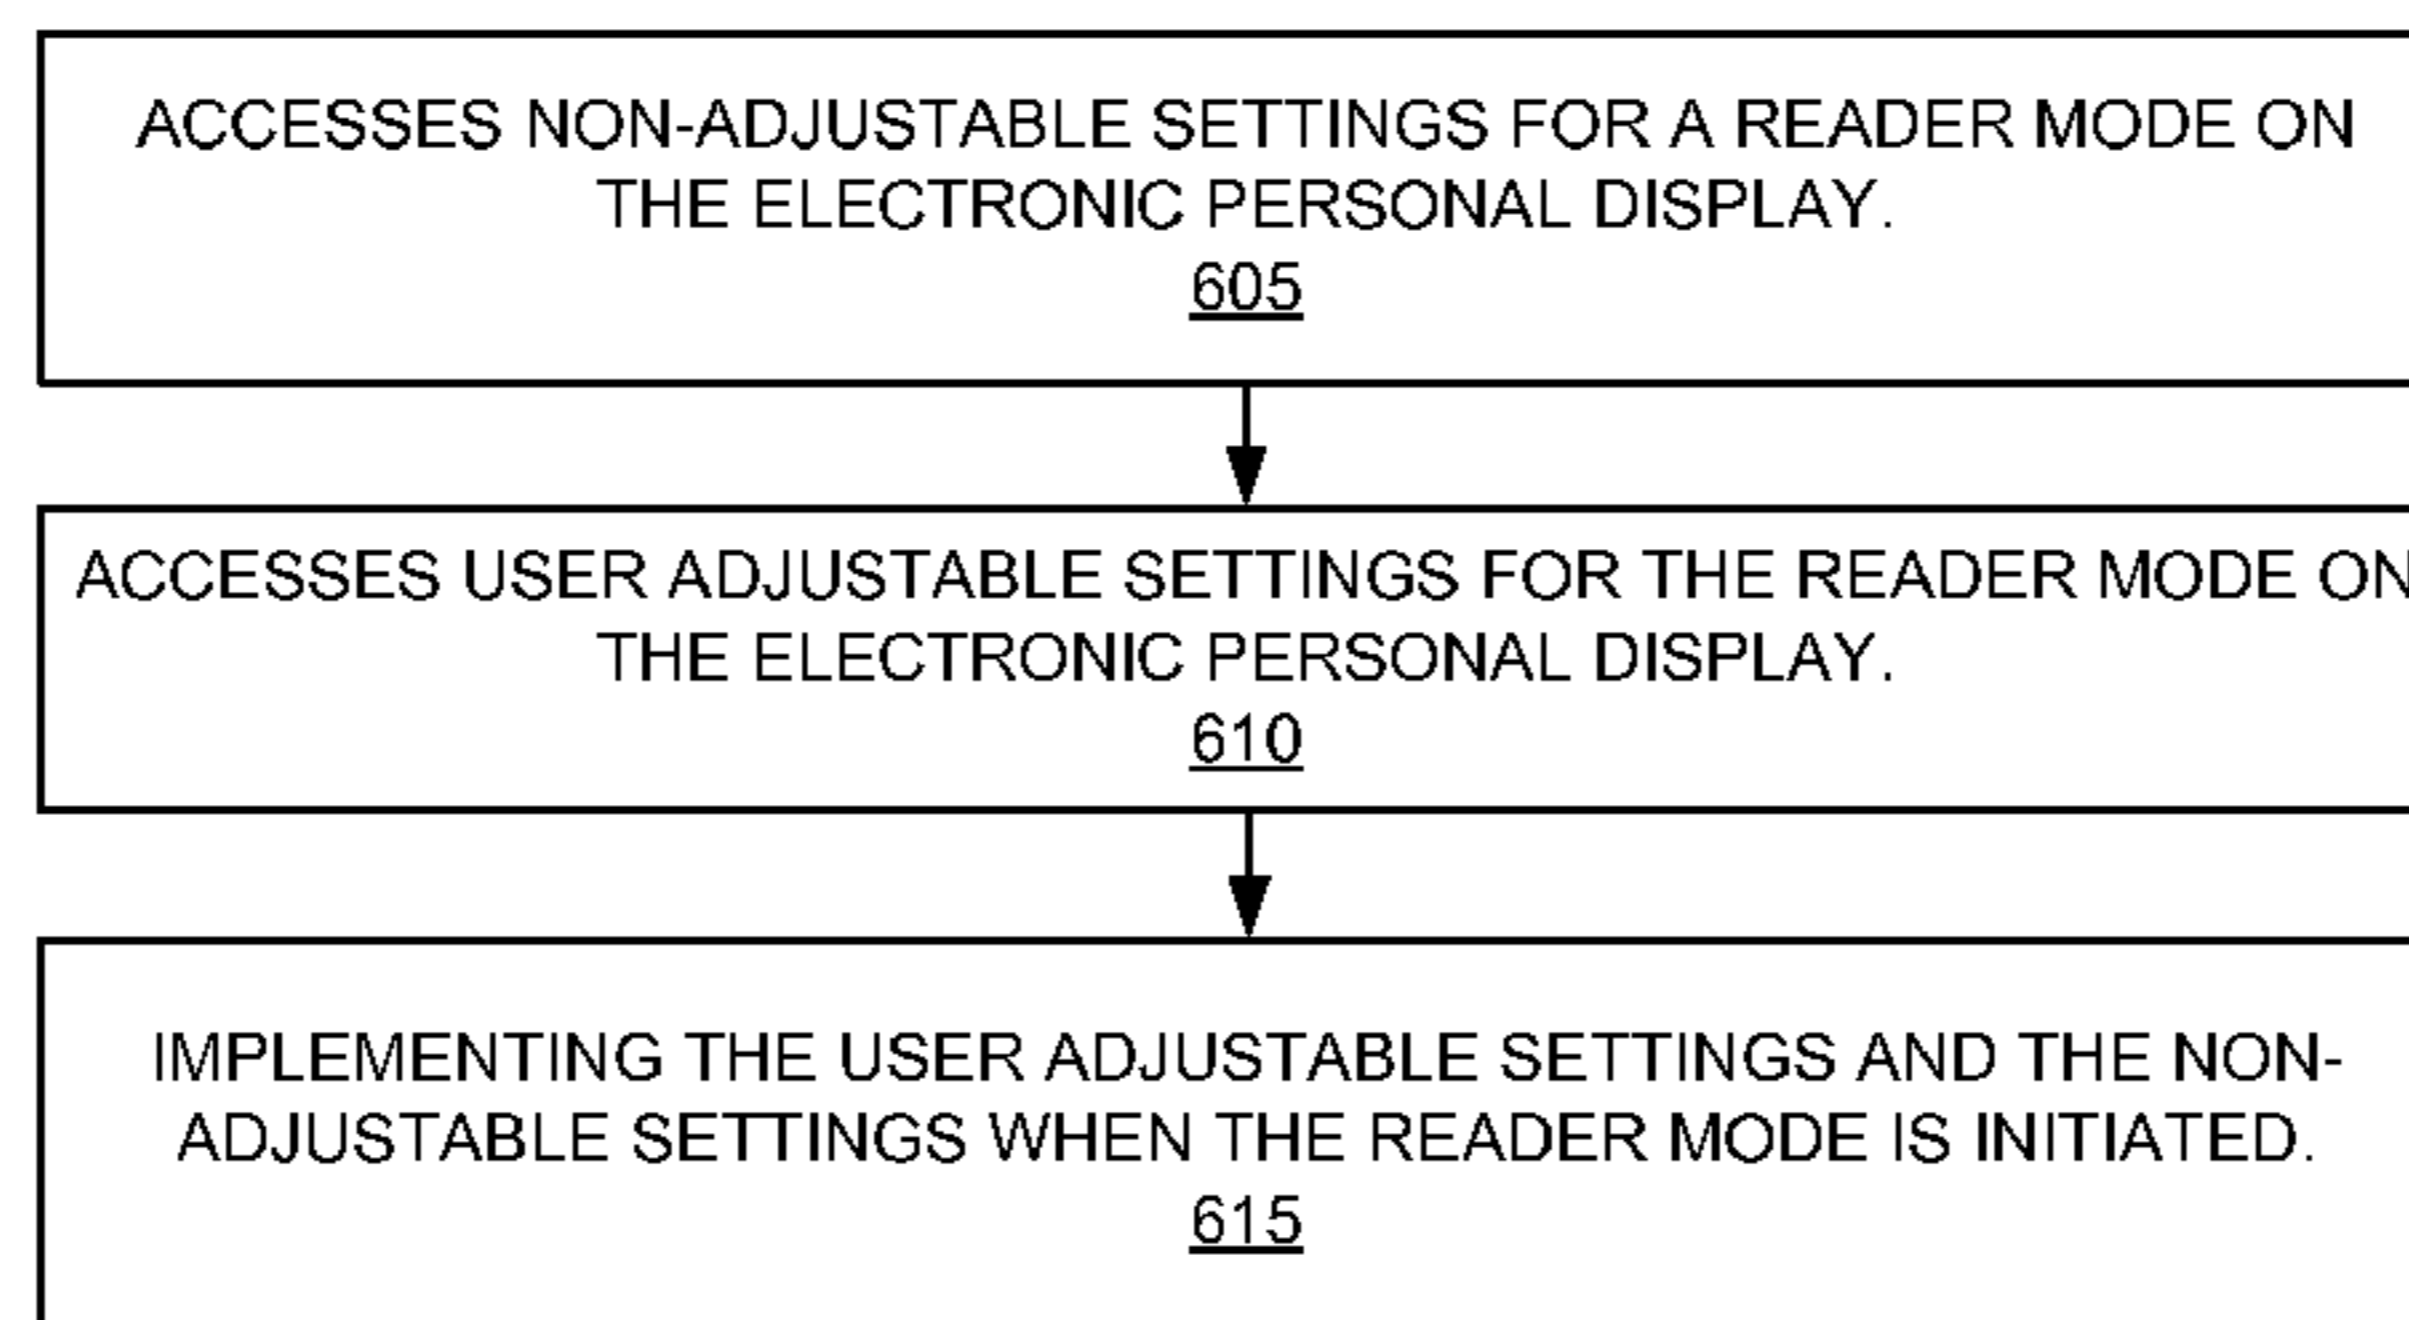 ACCESSES NON-ADJUSTABLE SETTINGS FOR A READER MODE ON
THE ELECTRONIC PERSONAL DISPLAY.
605
ACCESSES USER ADJUSTABLE SETTINGS FOR THE READER MODE ON
THE ELECTRONIC PERSONAL DISPLAY.
610
IMPLEMENTING THE USER ADJUSTABLE SETTINGS AND THE NON-
ADJUSTABLE SETTINGS WHEN THE READER MODE IS INITIATED.
615